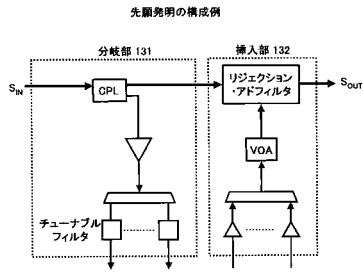 先願発明の構成例
分岐部 131
挿入部 132
SIN
CPL
リジェクション
・アドフィルタ
SOUT
VOA
チューナブル
フィルタ